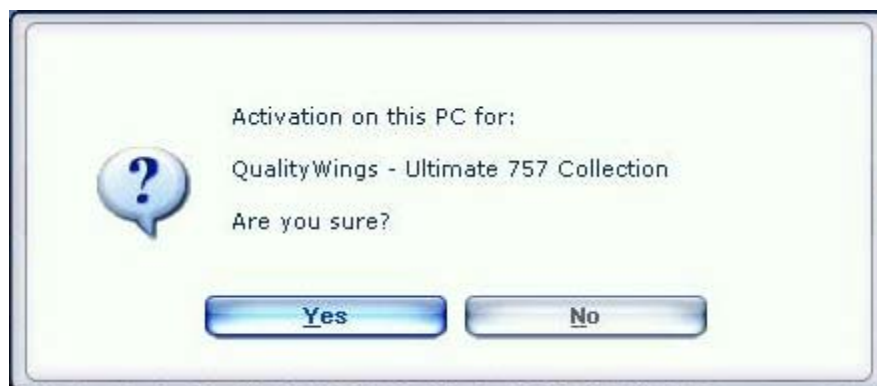 Activation on this PC for:
QualityWings - Ultimate 757 Collection
Are you sure?
Yes
No